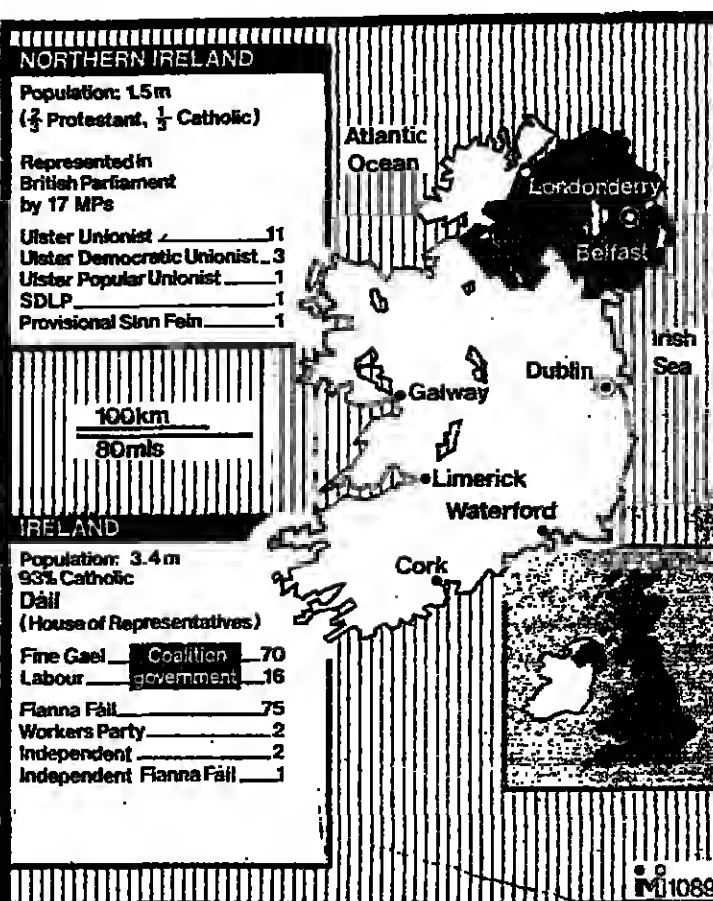 NORTHERN IRELAND
Population: 1.5m
(⅔ Protestant, ⅓ Catholic)
Represented in
British Parliament
by 17 MPs
Ulster Unionist 11
Ulster Democratic Unionist 3
Ulster Popular Unionist 1
SDLP 1
Provisional Sinn Fein 1
Atlantic
Ocean
Londonderry
Belfast
Irish
Sea
Dublin
Galway
100km
80mls
Limerick
Waterford
Cork
IRELAND
Population: 3.4m
93% Catholic
Dáil
(House of Representatives)
Fine Gael Coalition 70
Labour government 16
Fianna Fáil 75
Workers Party 2
Independent 2
Independent Fianna Fáil 1
1089